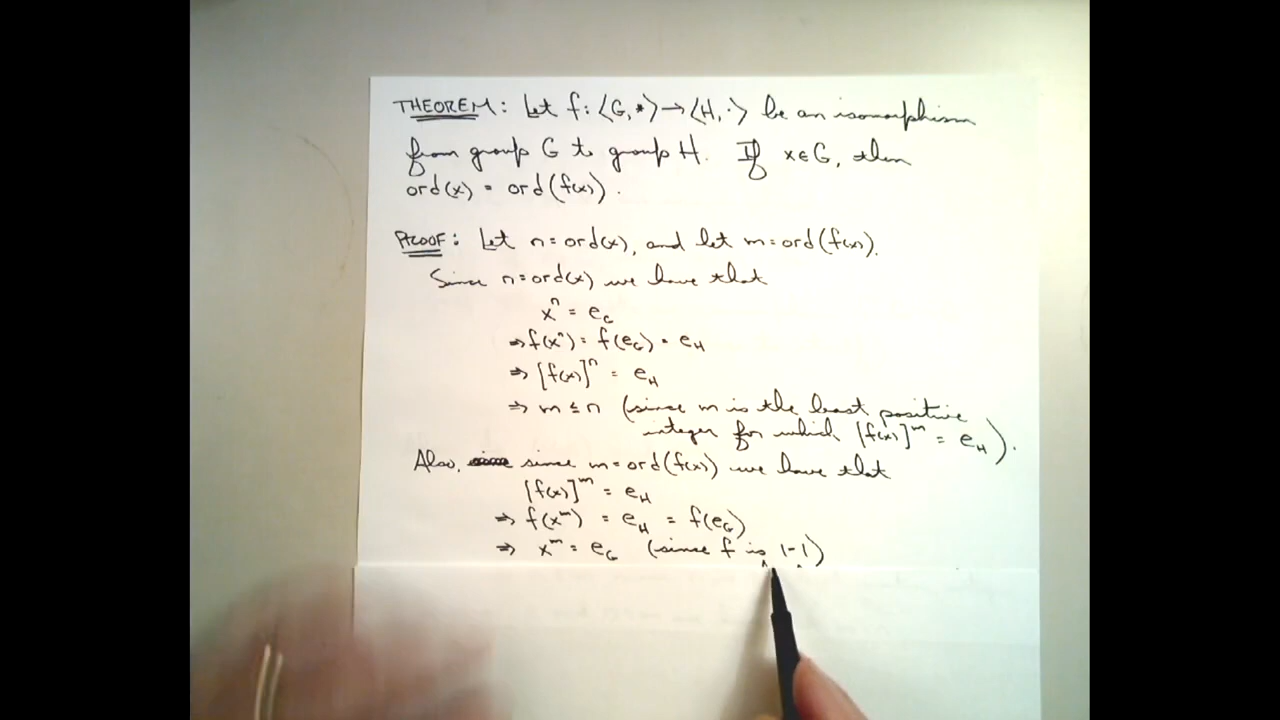 THEOREM: Let f: ⟨G,*⟩→⟨H,·⟩ be an isomorphism
from group G to group H. If x∈G, then
ord(x) = ord(f(x)).
PROOF: Let n=ord(x), and let m=ord(f(x)).
Since n=ord(x) we have that
xⁿ = e_G
⇒ f(xⁿ) = f(e_G) = e_H
⇒ [f(x)]ⁿ = e_H
⇒ m ≤ n (since m is the least positive
integer for which [f(x)]ᵐ = e_H).
Also, since m=ord(f(x)) we have that
[f(x)]ᵐ = e_H
⇒ f(xᵐ) = e_H = f(e_G)
⇒ xᵐ = e_G (since f is 1-1)